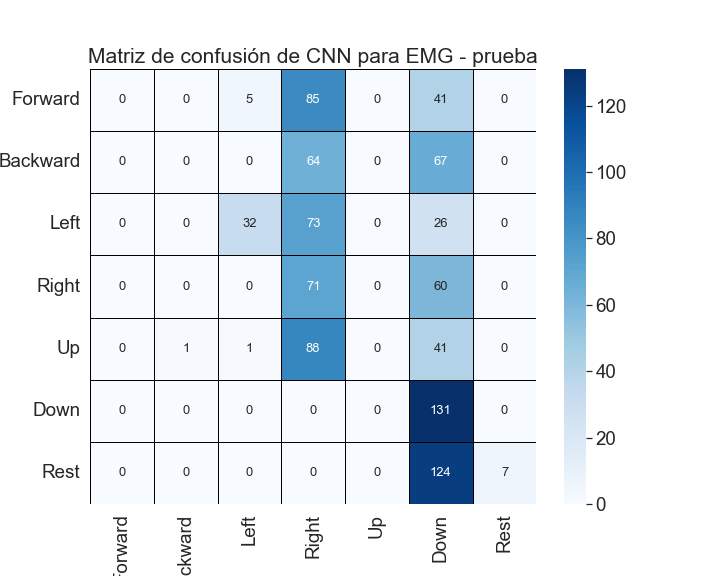 Matriz de confusión de CNN para EMG - prueba
Forward 0 0 5 85 0 41 0
Backward 0 0 0 64 0 67 0
Left 0 0 32 73 0 26 0
Right 0 0 0 71 0 60 0
Up 0 1 1 88 0 41 0
Down 0 0 0 0 0 131 0
Rest 0 0 0 0 0 124 7
Forward ckward Left Right Up Down Rest
120
100
80
60
40
20
0